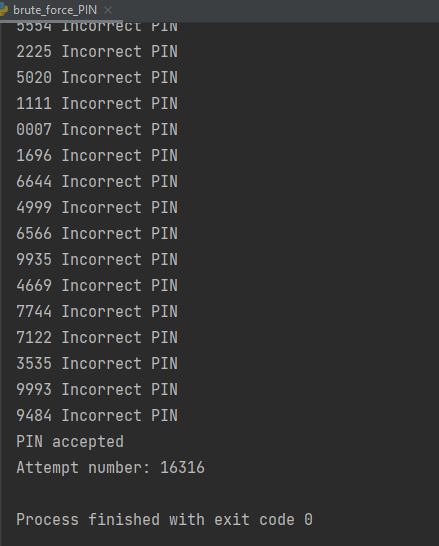 brute_force_PIN
5554 Incorrect PIN
2225 Incorrect PIN
5020 Incorrect PIN
1111 Incorrect PIN
0007 Incorrect PIN
1696 Incorrect PIN
6644 Incorrect PIN
4999 Incorrect PIN
6566 Incorrect PIN
9935 Incorrect PIN
4669 Incorrect PIN
7744 Incorrect PIN
7122 Incorrect PIN
3535 Incorrect PIN
9993 Incorrect PIN
9484 Incorrect PIN
PIN accepted
Attempt number: 16316
Process finished with exit code 0